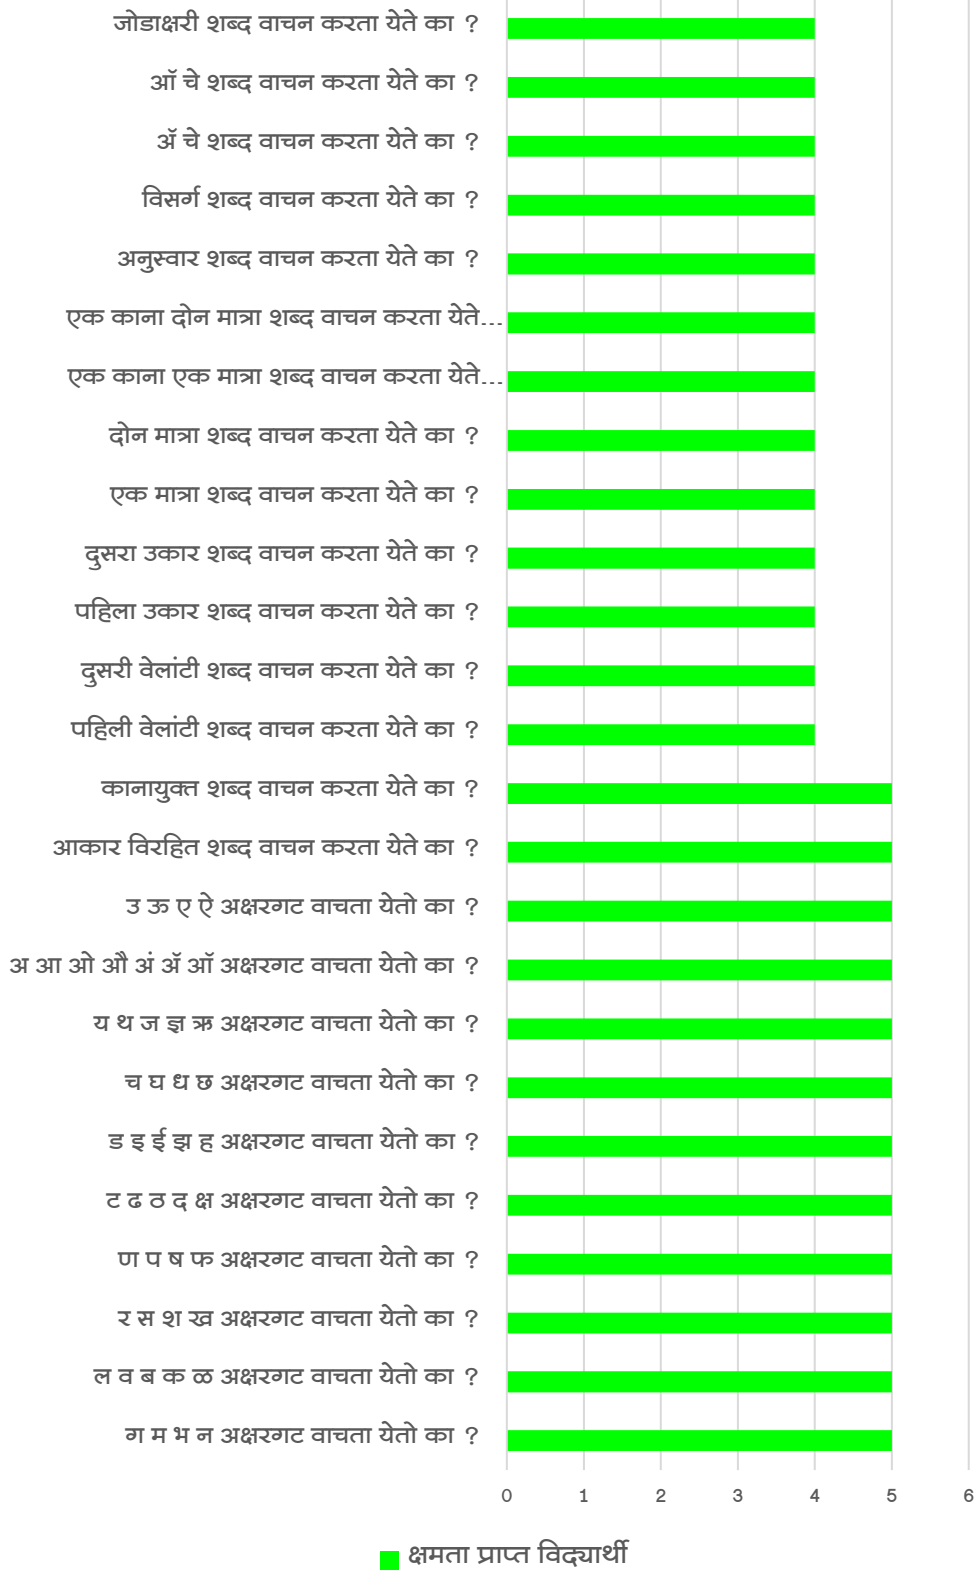 जोडाक्षरी शब्द वाचन करता येते का ?
ऑ चे शब्द वाचन करता येते का ?
ॲ चे शब्द वाचन करता येते का ?
विसर्ग शब्द वाचन करता येते का ?
अनुस्वार शब्द वाचन करता येते का ?
एक काना दोन मात्रा शब्द वाचन करता येते...
एक काना एक मात्रा शब्द वाचन करता येते...
दोन मात्रा शब्द वाचन करता येते का ?
एक मात्रा शब्द वाचन करता येते का ?
दुसरा उकार शब्द वाचन करता येते का ?
पहिला उकार शब्द वाचन करता येते का ?
दुसरी वेलांटी शब्द वाचन करता येते का ?
पहिली वेलांटी शब्द वाचन करता येते का ?
कानायुक्त शब्द वाचन करता येते का ?
आकार विरहित शब्द वाचन करता येते का ?
उ ऊ ए ऐ अक्षरगट वाचता येतो का ?
अ आ ओ औ अं ॲ ऑ अक्षरगट वाचता येतो का ?
य थ ज ज्ञ ऋ अक्षरगट वाचता येतो का ?
च घ ध छ अक्षरगट वाचता येतो का ?
ड इ ई झ ह अक्षरगट वाचता येतो का ?
ट ढ ठ द क्ष अक्षरगट वाचता येतो का ?
ण प ष फ अक्षरगट वाचता येतो का ?
र स श ख अक्षरगट वाचता येतो का ?
ल व ब क ळ अक्षरगट वाचता येतो का ?
ग म भ न अक्षरगट वाचता येतो का ?
0 1 2 3 4 5 6
क्षमता प्राप्त विद्यार्थी